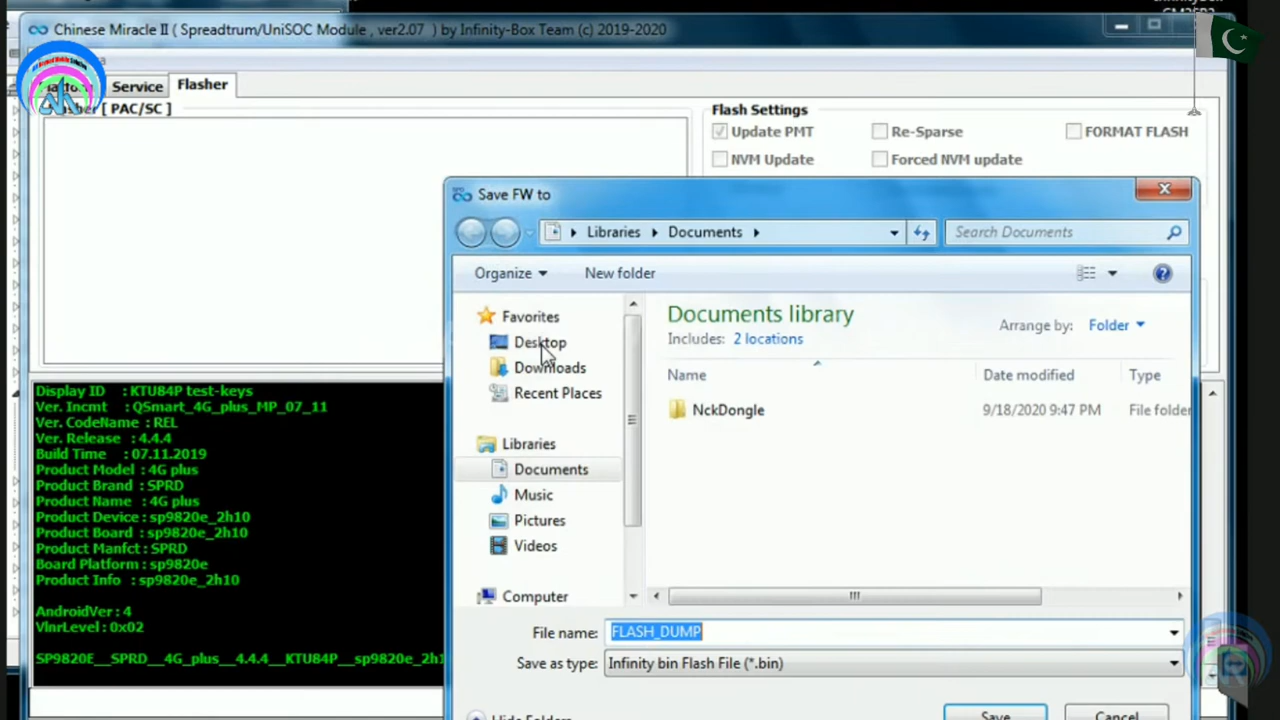 Chinese Miracle II ( Spreadtrum/UniSOC Module , ver2.07 ) by Infinity-Box Team (c) 2019-2020
Service
Flasher
[ PAC/SC ]
Flash Settings
Update PMT
Re-Sparse
FORMAT FLASH
NVM Update
Forced NVM update
Save FW to
Libraries
Documents
Search Documents
Organize
New folder
Favorites
Desktop
Downloads
Recent Places
Libraries
Documents
Music
Pictures
Videos
Computer
Documents library
Includes: 2 locations
Arrange by: Folder
Name
Date modified
Type
NckDongle
9/18/2020 9:47 PM
File folder
File name: FLASH_DUMP
Save as type: Infinity bin Flash File (*.bin)
Hide Folders
Save
Cancel
Display ID : KTU84P test-keys
Ver. Incmt : QSmart_4G_plus_MP_07_11
Ver. CodeName : REL
Ver. Release : 4.4.4
Build Time : 07.11.2019
Product Model : 4G plus
Product Brand : SPRD
Product Name : 4G plus
Product Device : sp9820e_2h10
Product Board : sp9820e_2h10
Product Manfct : SPRD
Board Platform : sp9820e
Product Info : sp9820e_2h10
AndroidVer : 4
VlnrLevel : 0x02
SP9820E__SPRD__4G_plus__4.4.4__KTU84P__sp9820e_2h1